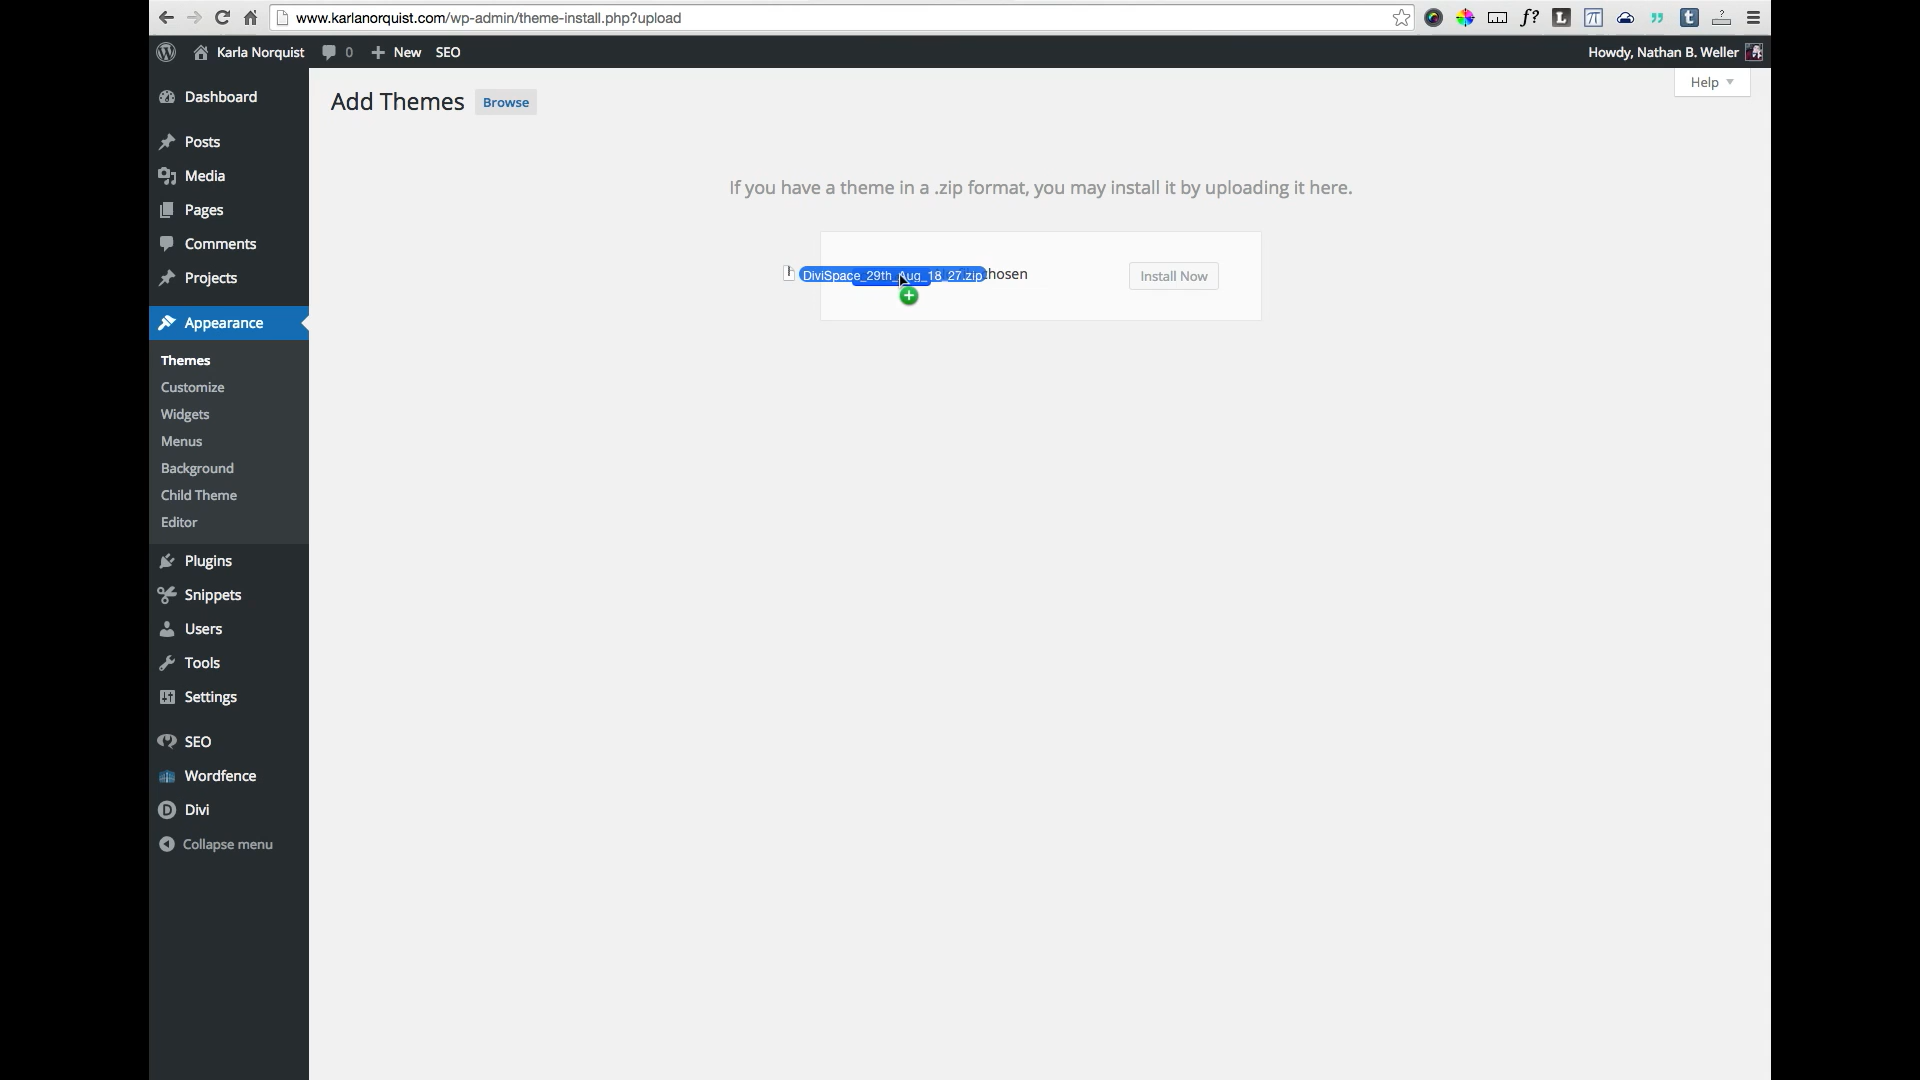 www.karlanorquist.com/wp-admin/theme-install.php?upload
f?
L
π
t
?
Karla Norquist
0
New
SEO
Howdy, Nathan B. Weller
Help
Dashboard
Posts
Media
Pages
Comments
Projects
Appearance
Themes
Customize
Widgets
Menus
Background
Child Theme
Editor
Plugins
Snippets
Users
Tools
Settings
SEO
Wordfence
Divi
Collapse menu
Add Themes
Browse
If you have a theme in a .zip format, you may install it by uploading it here.
DiviSpace_29th_Aug_18_27.zip
hosen
Install Now